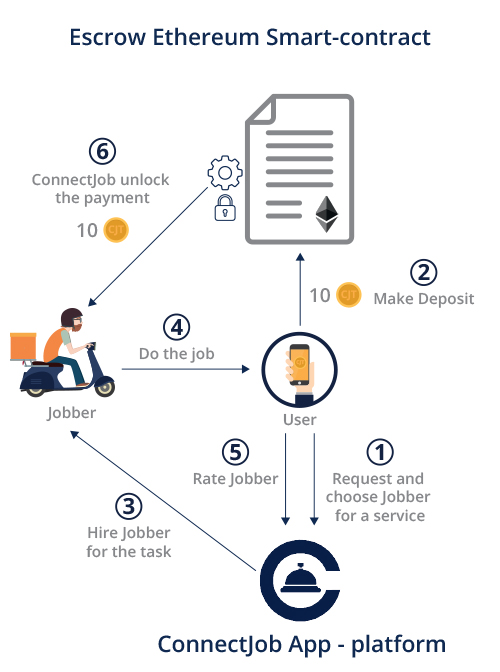 Escrow Ethereum Smart-contract
6
ConnectJob unlock
the payment
10 CJT
10 CJT
2
Make Deposit
4
Do the job
Jobber
User
5
Rate Jobber
1
Request and
choose Jobber
for a service
3
Hire Jobber
for the task
ConnectJob App - platform